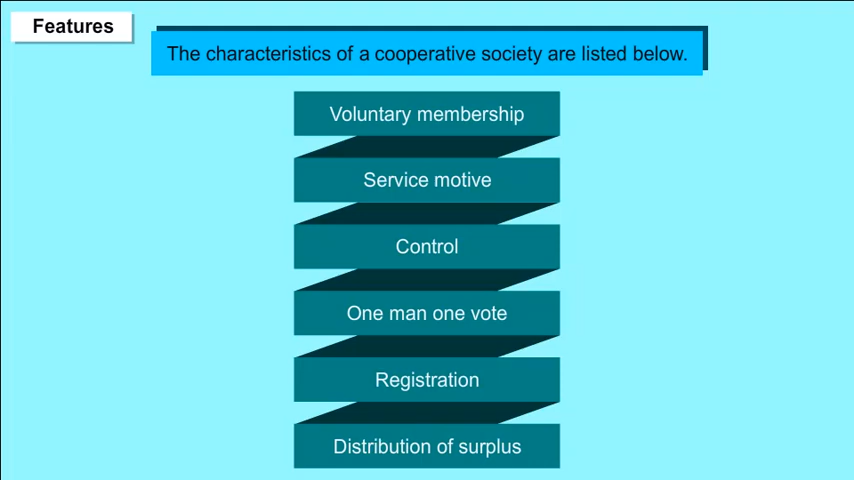 Features
The characteristics of a cooperative society are listed below.
Voluntary membership
Service motive
Control
One man one vote
Registration
Distribution of surplus